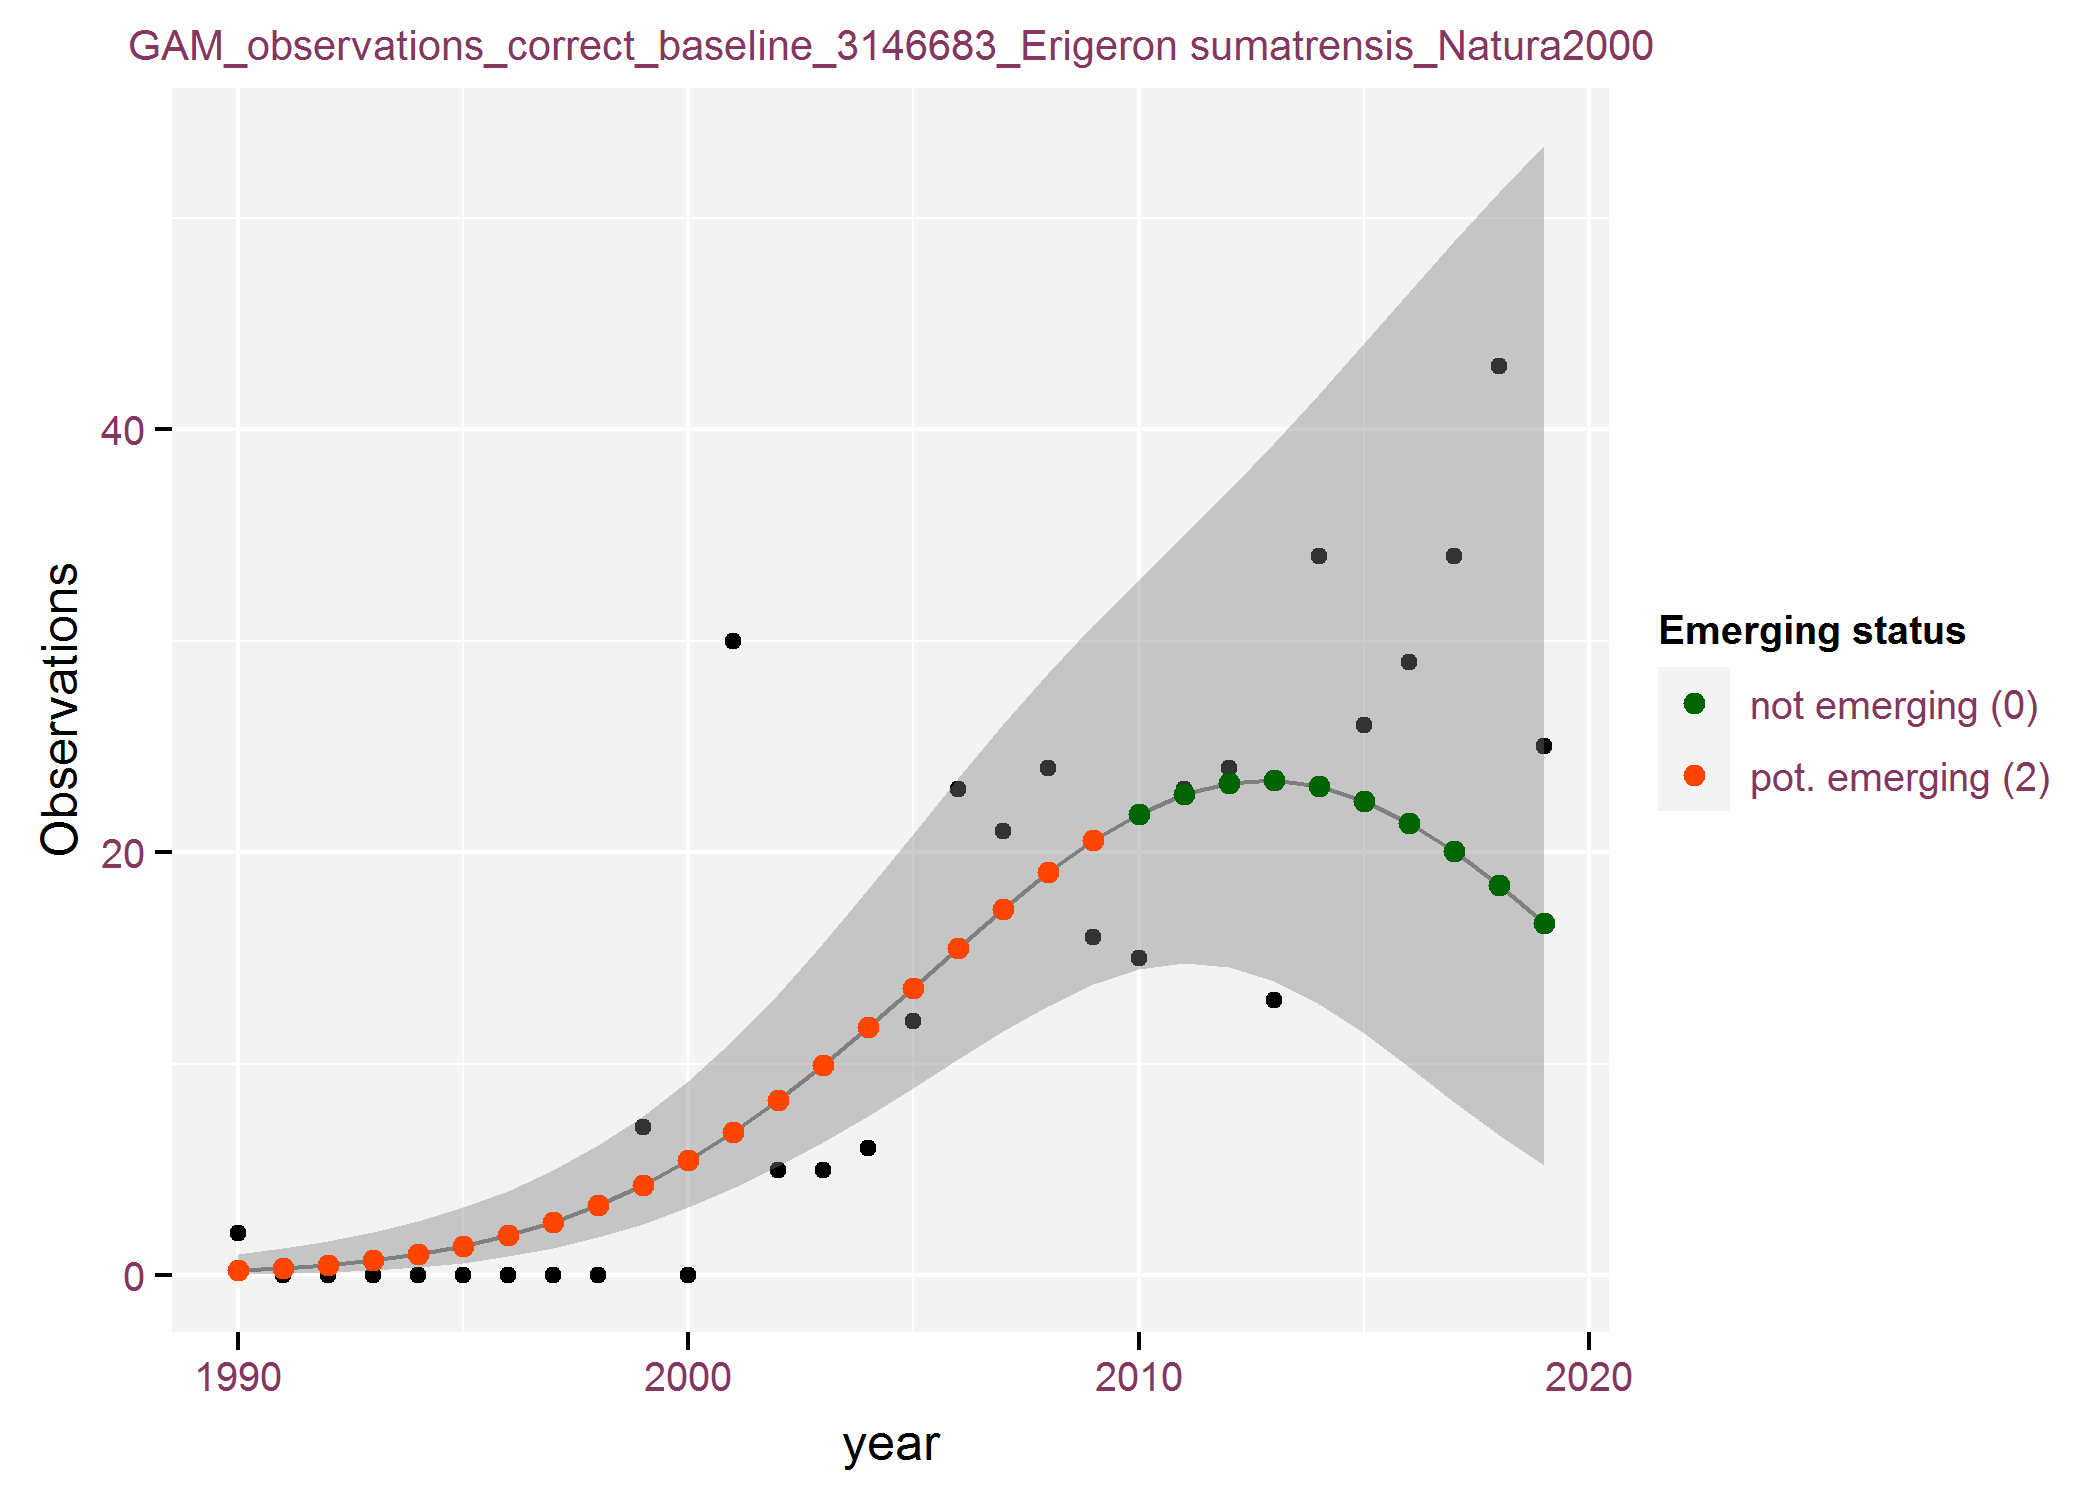 GAM_observations_correct_baseline_3146683_Erigeron sumatrensis_Natura2000
Observations
40
20
0
1990
2000
2010
2020
year
Emerging status
not emerging (0)
pot. emerging (2)